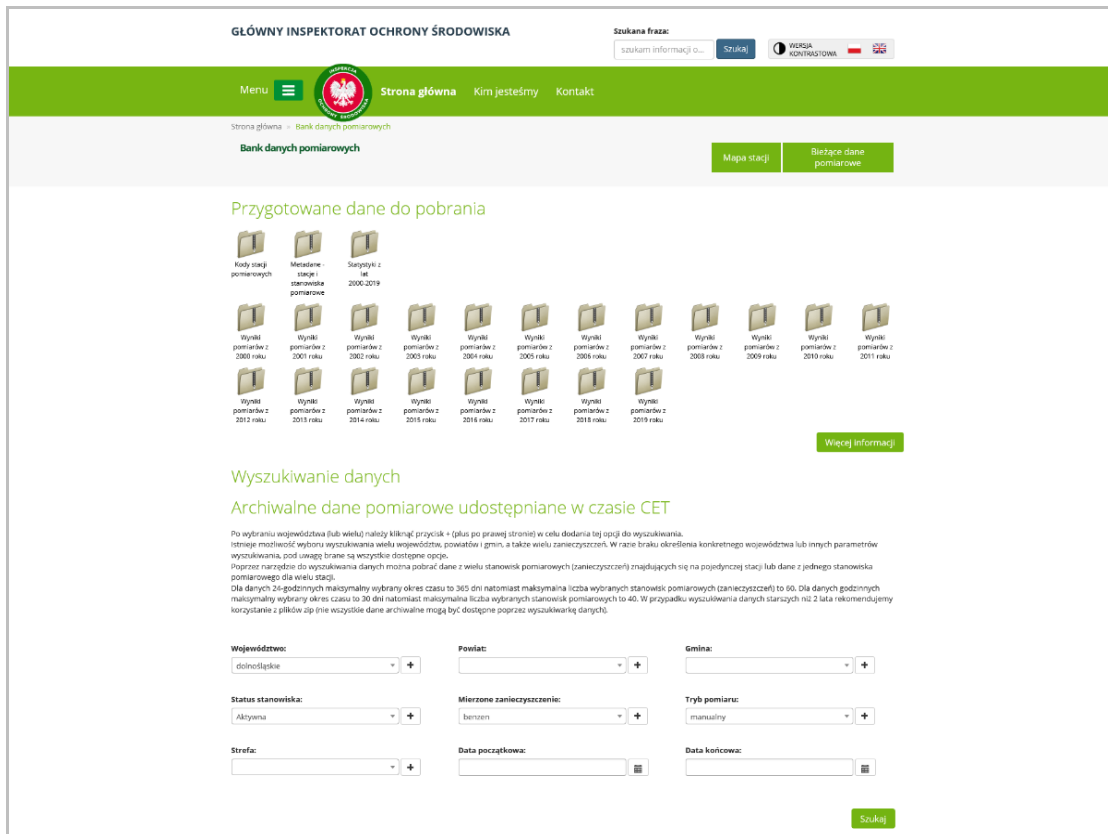 GŁÓWNY INSPEKTORAT OCHRONY ŚRODOWISKA
Szukana fraza:
szukam informacji o...
Szukaj
WERSJA
KONTRASTOWA
Menu
INSPEKCJA
OCHRONY ŚRODOWISKA
Strona główna
Kim jesteśmy
Kontakt
Strona główna » Bank danych pomiarowych
Bank danych pomiarowych
Mapa stacji
Bieżące dane
pomiarowe
Przygotowane dane do pobrania
Kody stacji
pomiarowych
Metadane -
stacje i
stanowiska
pomiarowe
Statystyki z
lat
2000-2019
Wyniki
pomiarów z
2000 roku
Wyniki
pomiarów z
2001 roku
Wyniki
pomiarów z
2002 roku
Wyniki
pomiarów z
2003 roku
Wyniki
pomiarów z
2004 roku
Wyniki
pomiarów z
2005 roku
Wyniki
pomiarów z
2006 roku
Wyniki
pomiarów z
2007 roku
Wyniki
pomiarów z
2008 roku
Wyniki
pomiarów z
2009 roku
Wyniki
pomiarów z
2010 roku
Wyniki
pomiarów z
2011 roku
Wyniki
pomiarów z
2012 roku
Wyniki
pomiarów z
2013 roku
Wyniki
pomiarów z
2014 roku
Wyniki
pomiarów z
2015 roku
Wyniki
pomiarów z
2016 roku
Wyniki
pomiarów z
2017 roku
Wyniki
pomiarów z
2018 roku
Wyniki
pomiarów z
2019 roku
Więcej informacji
Wyszukiwanie danych
Archiwalne dane pomiarowe udostępniane w czasie CET
Po wybraniu województwa (lub wielu) należy kliknąć przycisk + (plus po prawej stronie) w celu dodania tej opcji do wyszukiwania.
Istnieje możliwość wyboru wyszukiwania wielu województw, powiatów i gmin, a także wielu zanieczyszczeń. W razie braku określenia konkretnego województwa lub innych parametrów
wyszukiwania, pod uwagę brane są wszystkie dostępne opcje.
Poprzez narzędzie do wyszukiwania danych można pobrać dane z wielu stanowisk pomiarowych (zanieczyszczeń) znajdujących się na pojedynczej stacji lub dane z jednego stanowiska
pomiarowego dla wielu stacji.
Dla danych 24-godzinnych maksymalny wybrany okres czasu to 365 dni natomiast maksymalna liczba wybranych stanowisk pomiarowych (zanieczyszczeń) to 60. Dla danych godzinnych
maksymalny wybrany okres czasu to 30 dni natomiast maksymalna liczba wybranych stanowisk pomiarowych to 40. W przypadku wyszukiwania danych starszych niż 2 lata rekomendujemy
korzystanie z plików zip (nie wszystkie dane archiwalne mogą być dostępne poprzez wyszukiwarkę danych).
Województwo:
dolnośląskie
+
Powiat:
+
Gmina:
+
Status stanowiska:
Aktywna
+
Mierzone zanieczyszczenie:
benzen
+
Tryb pomiaru:
manualny
+
Strefa:
+
Data początkowa:
Data końcowa:
Szukaj